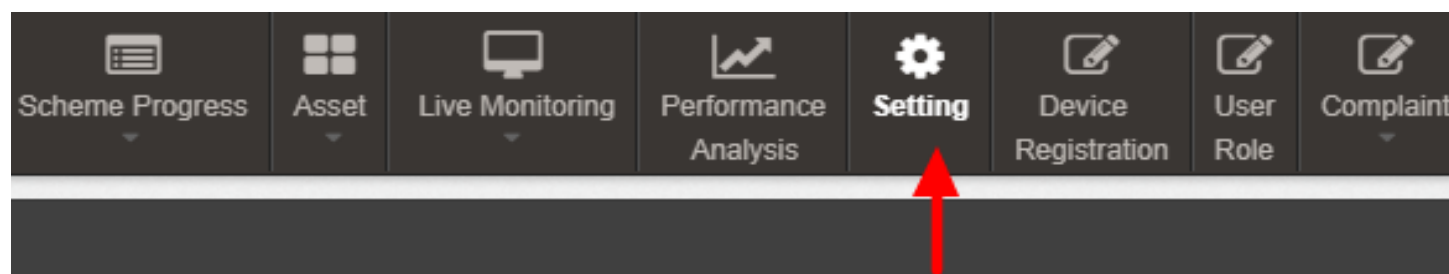 Scheme Progress
Asset
Live Monitoring
Performance
Analysis
Setting
Device
Registration
User
Role
Complaint